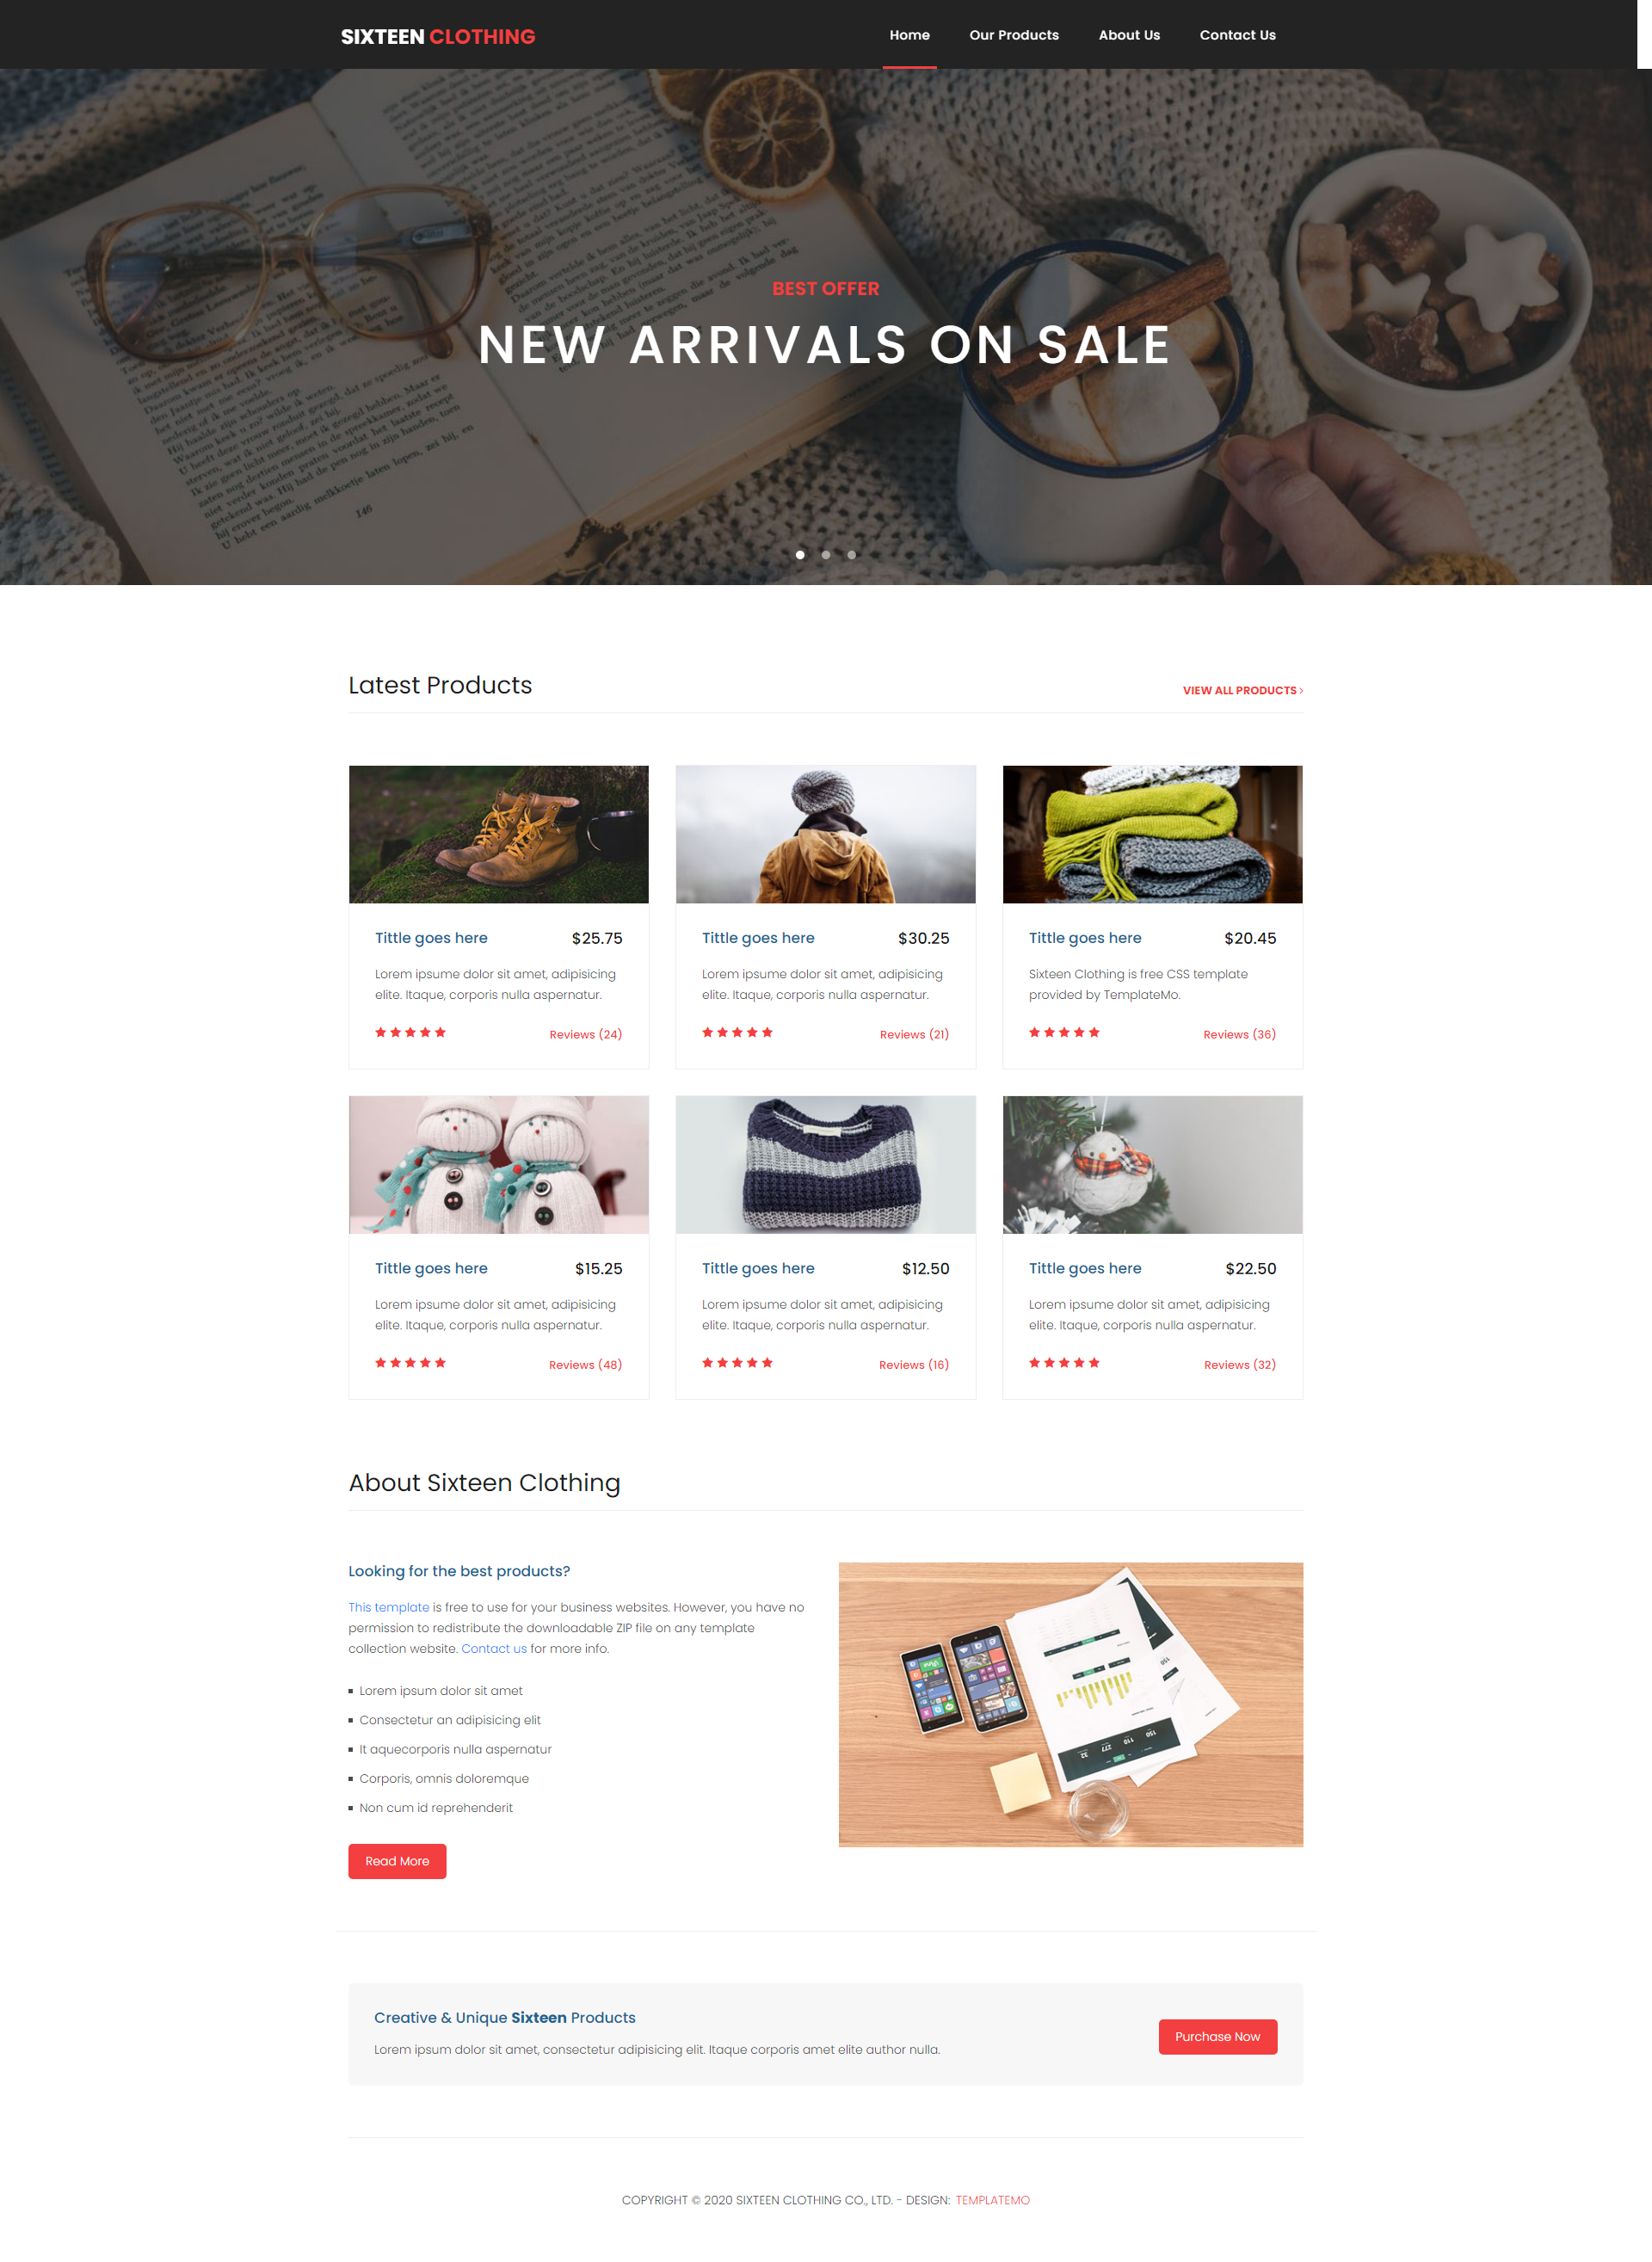 SIXTEEN CLOTHING
Home
Our Products
About Us
Contact Us
BEST OFFER
NEW ARRIVALS ON SALE
146
Latest Products
VIEW ALL PRODUCTS
Tittle goes here
$25.75
Lorem ipsume dolor sit amet, adipisicing
elite. Itaque, corporis nulla aspernatur.
Reviews (24)
Tittle goes here
$30.25
Lorem ipsume dolor sit amet, adipisicing
elite. Itaque, corporis nulla aspernatur.
Reviews (21)
Tittle goes here
$20.45
Sixteen Clothing is free CSS template
provided by TemplateMo.
Reviews (36)
Tittle goes here
$15.25
Lorem ipsume dolor sit amet, adipisicing
elite. Itaque, corporis nulla aspernatur.
Reviews (48)
Tittle goes here
$12.50
Lorem ipsume dolor sit amet, adipisicing
elite. Itaque, corporis nulla aspernatur.
Reviews (16)
Tittle goes here
$22.50
Lorem ipsume dolor sit amet, adipisicing
elite. Itaque, corporis nulla aspernatur.
Reviews (32)
About Sixteen Clothing
Looking for the best products?
This template is free to use for your business websites. However, you have no
permission to redistribute the downloadable ZIP file on any template
collection website. Contact us for more info.
Lorem ipsum dolor sit amet
Consectetur an adipisicing elit
It aquecorporis nulla aspernatur
Corporis, omnis doloremque
Non cum id reprehenderit
Read More
Creative & Unique Sixteen Products
Lorem ipsum dolor sit amet, consectetur adipisicing elit. Itaque corporis amet elite author nulla.
Purchase Now
COPYRIGHT © 2020 SIXTEEN CLOTHING CO., LTD. - DESIGN: TEMPLATEMO